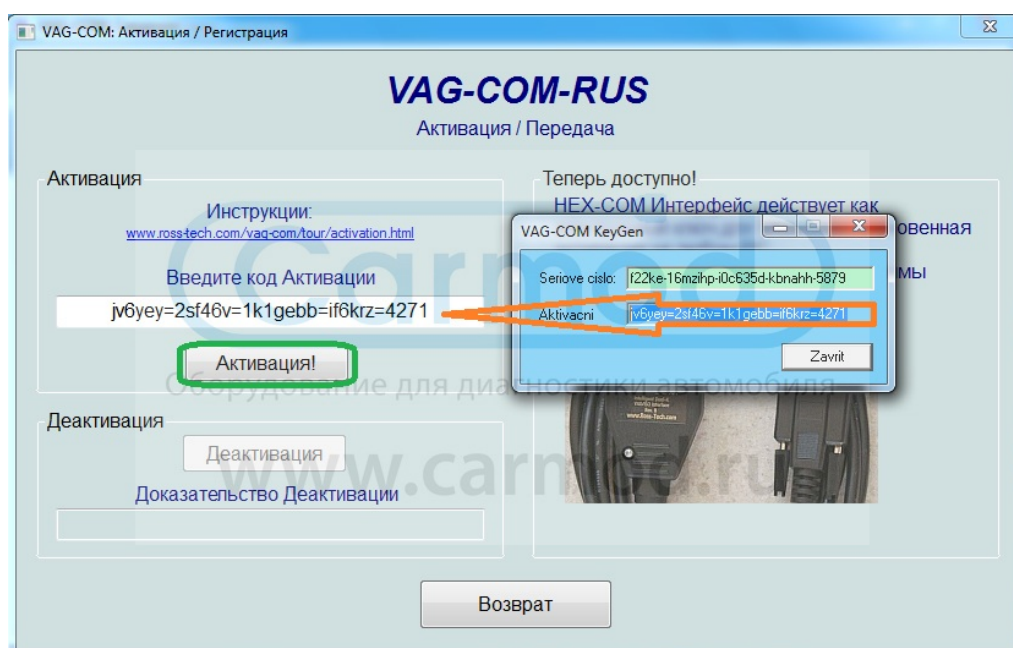 VAG-COM: Активация / Регистрация
VAG-COM-RUS
Активация / Передача
Активация
Инструкции:
www.ross-tech.com/vag-com/tour/activation.html
Введите код Активации
jv6yey=2sf46v=1k1gebb=if6krz=4271
Активация!
Деактивация
Деактивация
Доказательство Деактивации
Теперь доступно!
HEX-COM Интерфейс действует как
овенная
мы
VAG-COM KeyGen
Seriove cislo: f22ke-16mzihp-i0c635d-kbnahh-5879
Aktivacni jv6yey=2sf46v=1k1gebb=if6krz=4271
Zavrit
Carmod
Оборудование для диагностики автомобиля
www.carmod.ru
Возврат